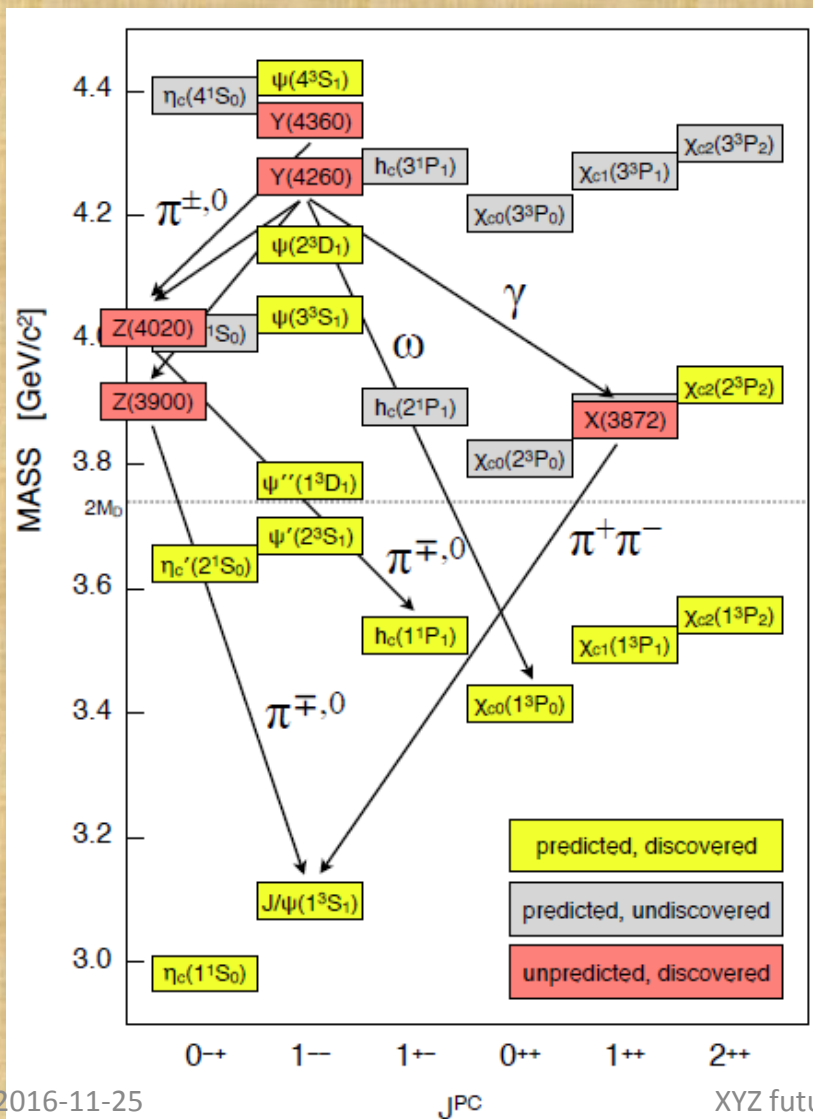 4.4
ηc(4¹S₀)
ψ(4³S₁)
Y(4360)
Y(4260)
hc(3¹P₁)
χc0(3³P₀)
χc1(3³P₁)
χc2(3³P₂)
π±,0
4.2
ψ(2³D₁)
γ
ψ(3³S₁)
ω
4.0
Z(4020)
¹S₀)
MASS [GeV/c²]
Z(3900)
hc(2¹P₁)
X(3872)
χc2(2³P₂)
3.8
χc0(2³P₀)
ψ''(1³D₁)
2MD
ψ'(2³S₁)
π∓,0
π⁺π⁻
ηc'(2¹S₀)
3.6
hc(1¹P₁)
χc1(1³P₁)
χc2(1³P₂)
3.4
π∓,0
χc0(1³P₀)
3.2
predicted, discovered
J/ψ(1³S₁)
predicted, undiscovered
3.0
ηc(1¹S₀)
unpredicted, discovered
0⁻⁺ 1⁻⁻ 1⁺⁻ 0⁺⁺ 1⁺⁺ 2⁺⁺
JPC
2016-11-25
XYZ futu